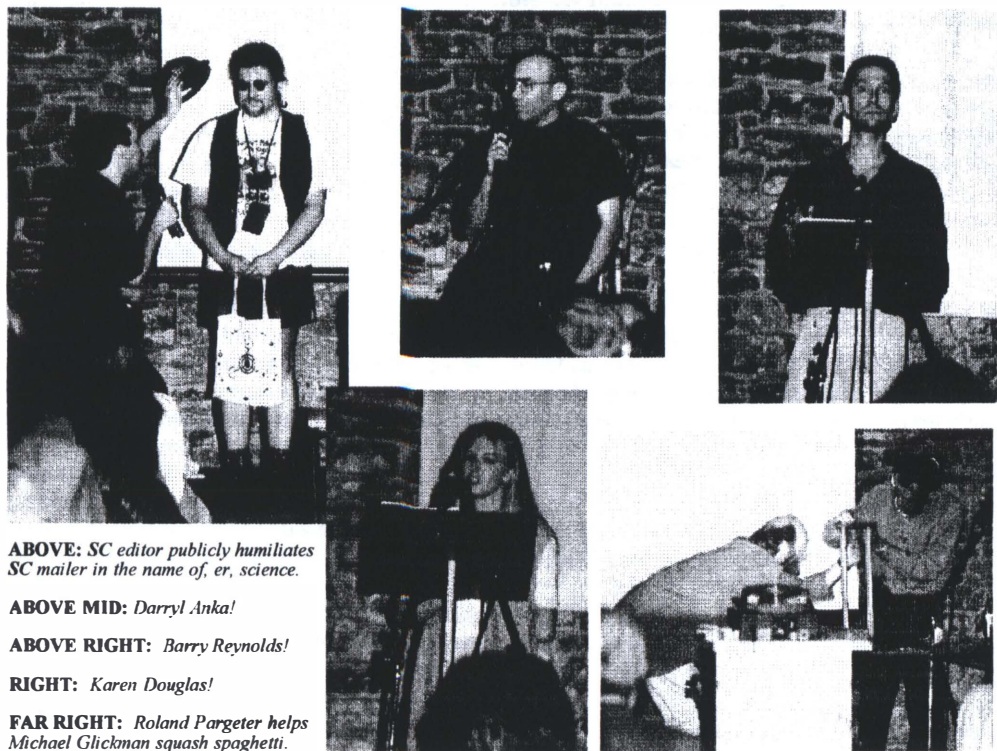 ABOVE: SC editor publicly humiliates
SC mailer in the name of, er, science.
ABOVE MID: Darryl Anka!
ABOVE RIGHT: Barry Reynolds!
RIGHT: Karen Douglas!
FAR RIGHT: Roland Pargeter helps
Michael Glickman squash spaghetti.